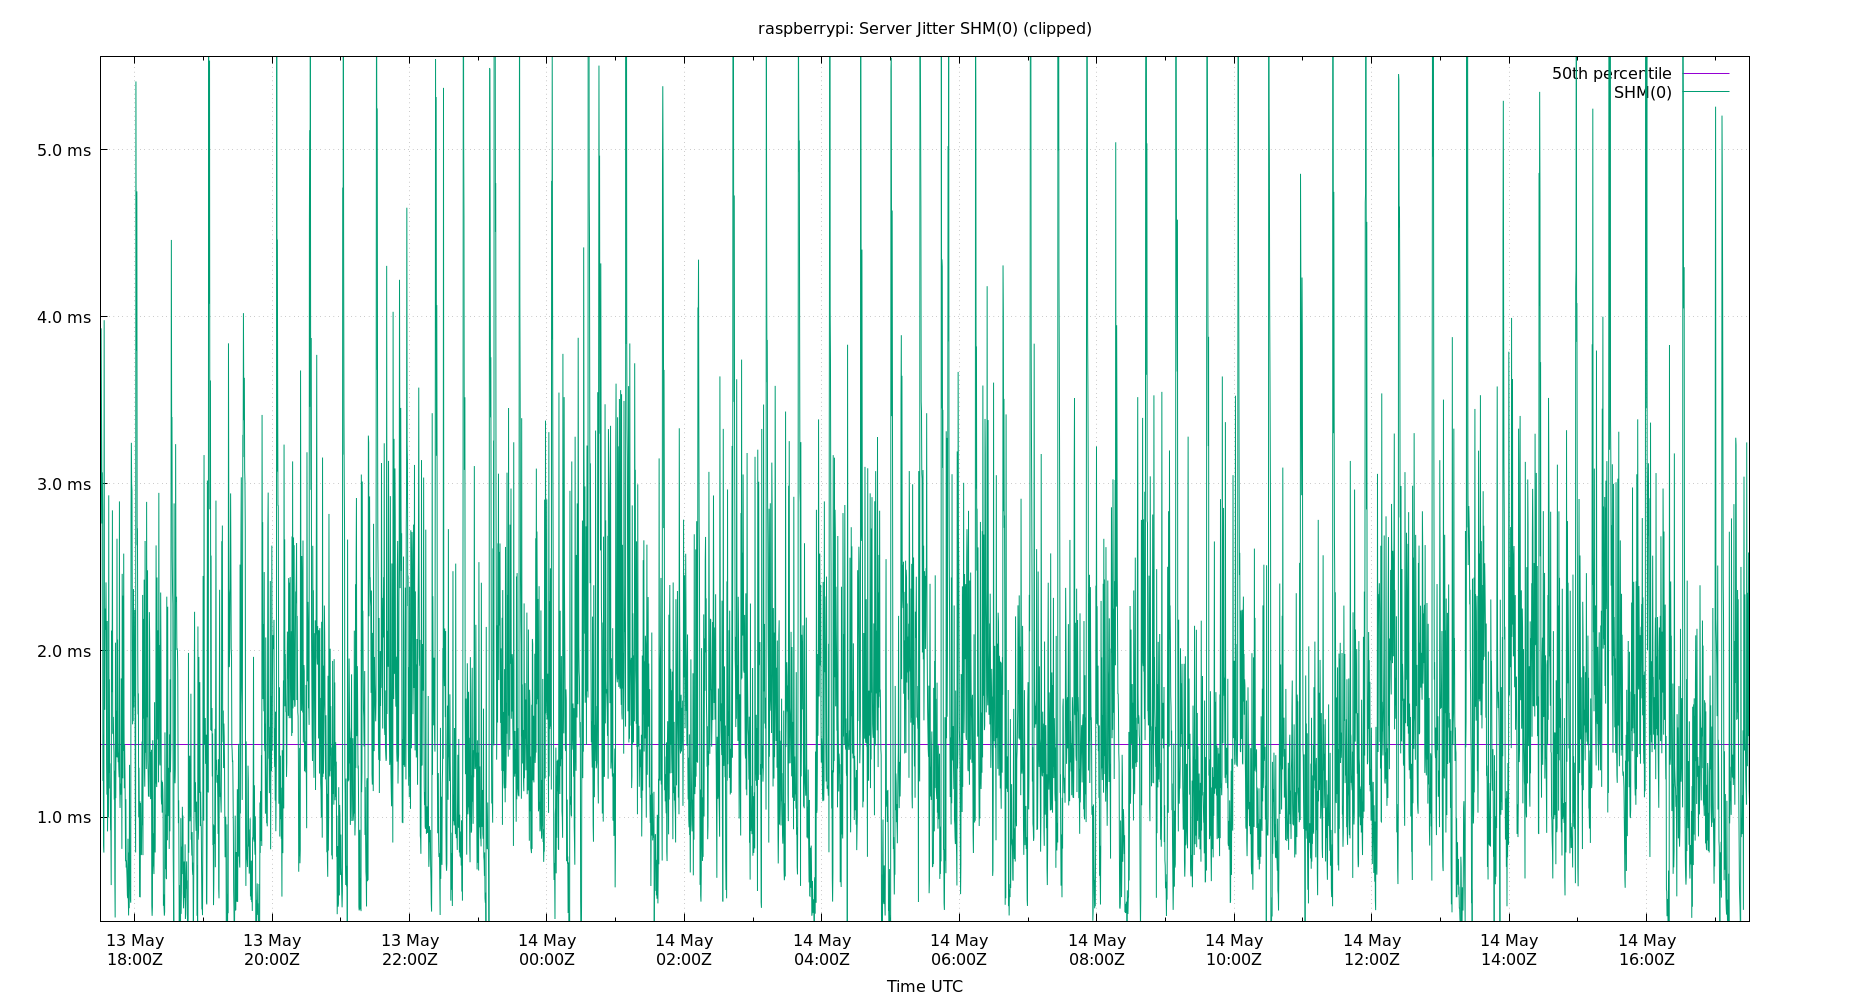 raspberrypi: Server Jitter SHM(0) (clipped)
50th percentile
SHM(0)
5.0 ms
4.0 ms
3.0 ms
2.0 ms
1.0 ms
13 May 13 May 13 May 14 May 14 May 14 May 14 May 14 May 14 May 14 May 14 May 14 May
18:00Z 20:00Z 22:00Z 00:00Z 02:00Z 04:00Z 06:00Z 08:00Z 10:00Z 12:00Z 14:00Z 16:00Z
Time UTC